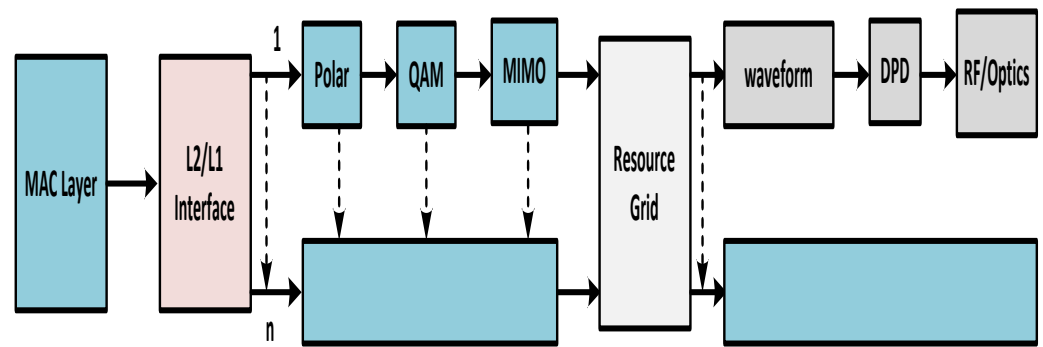 MAC Layer
L2/L1
Interface
1
n
Polar
QAM
MIMO
Resource
Grid
waveform
DPD
RF/Optics